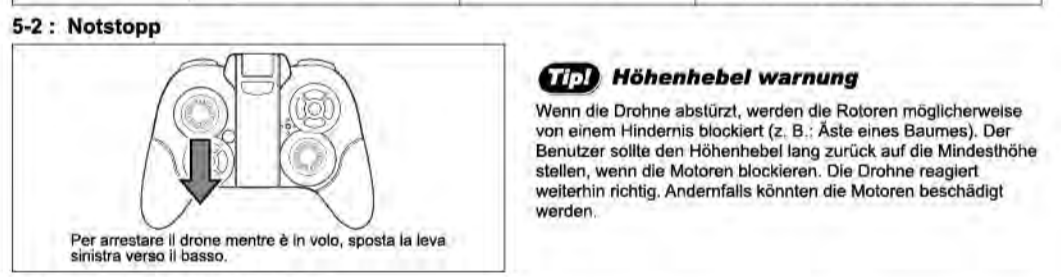 5-2 : Notstopp
Per arrestare il drone mentre è in volo, sposta la leva
sinistra verso il basso.
Tip! Höhenhebel warnung
Wenn die Drohne abstürzt, werden die Rotoren möglicherweise
von einem Hindernis blockiert (z. B.: Äste eines Baumes). Der
Benutzer sollte den Höhenhebel lang zurück auf die Mindesthöhe
stellen, wenn die Motoren blockieren. Die Drohne reagiert
weiterhin richtig. Andernfalls könnten die Motoren beschädigt
werden.